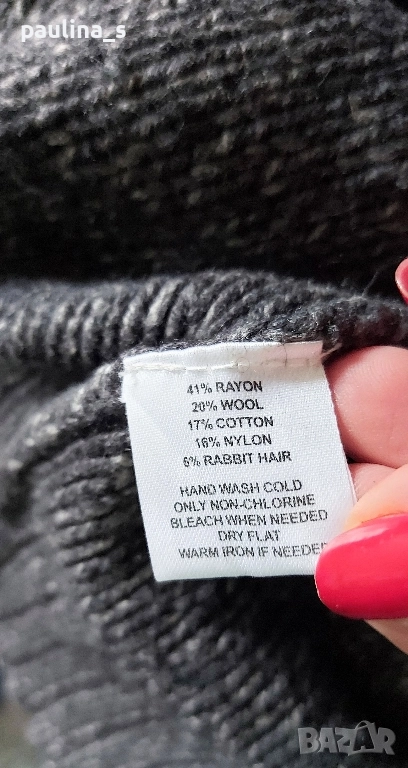 paulina_s
41% RAYON
20% WOOL
17% COTTON
16% NYLON
6% RABBIT HAIR
HAND WASH COLD
ONLY NON-CHLORINE
BLEACH WHEN NEEDED
DRY FLAT
WARM IRON IF NEEDED
BAZAR